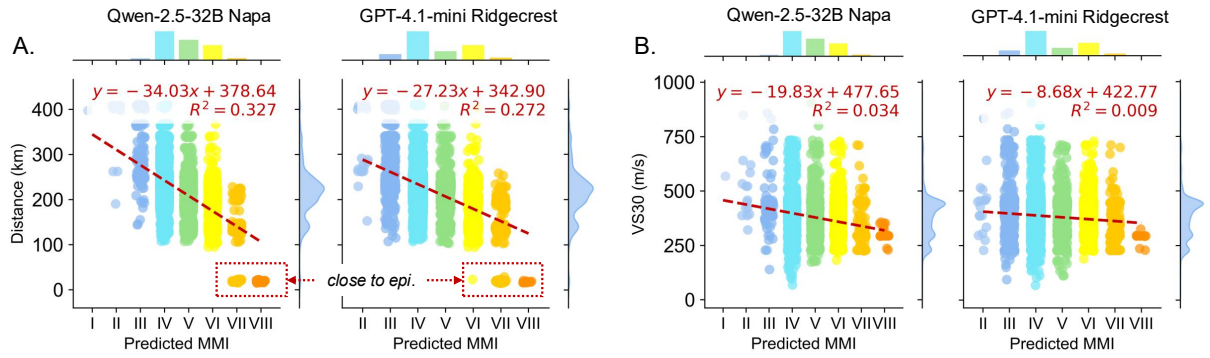 A.
Qwen-2.5-32B Napa
GPT-4.1-mini Ridgecrest
Distance (km)
400
300
200
100
0
y = −34.03x + 378.64
R² = 0.327
y = −27.23x + 342.90
R² = 0.272
close to epi.
I II III IV V VI VII VIII
Predicted MMI
II III IV V VI VII VIII
Predicted MMI
B.
Qwen-2.5-32B Napa
GPT-4.1-mini Ridgecrest
VS30 (m/s)
1000
750
500
250
0
y = −19.83x + 477.65
R² = 0.034
y = −8.68x + 422.77
R² = 0.009
I II III IV V VI VII VIII
Predicted MMI
II III IV V VI VII VIII
Predicted MMI